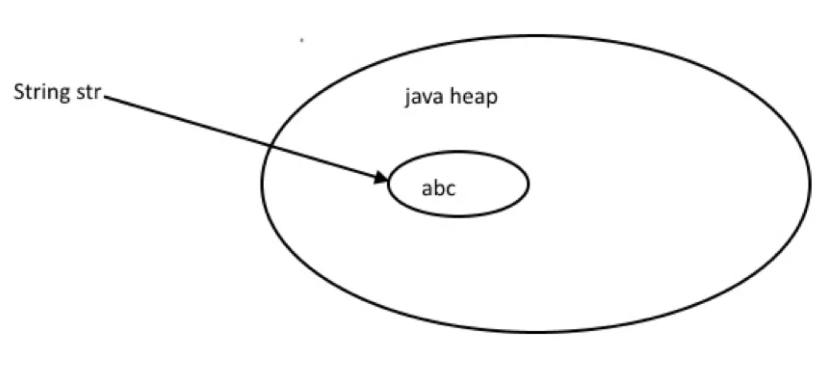 java heap
String str
abc